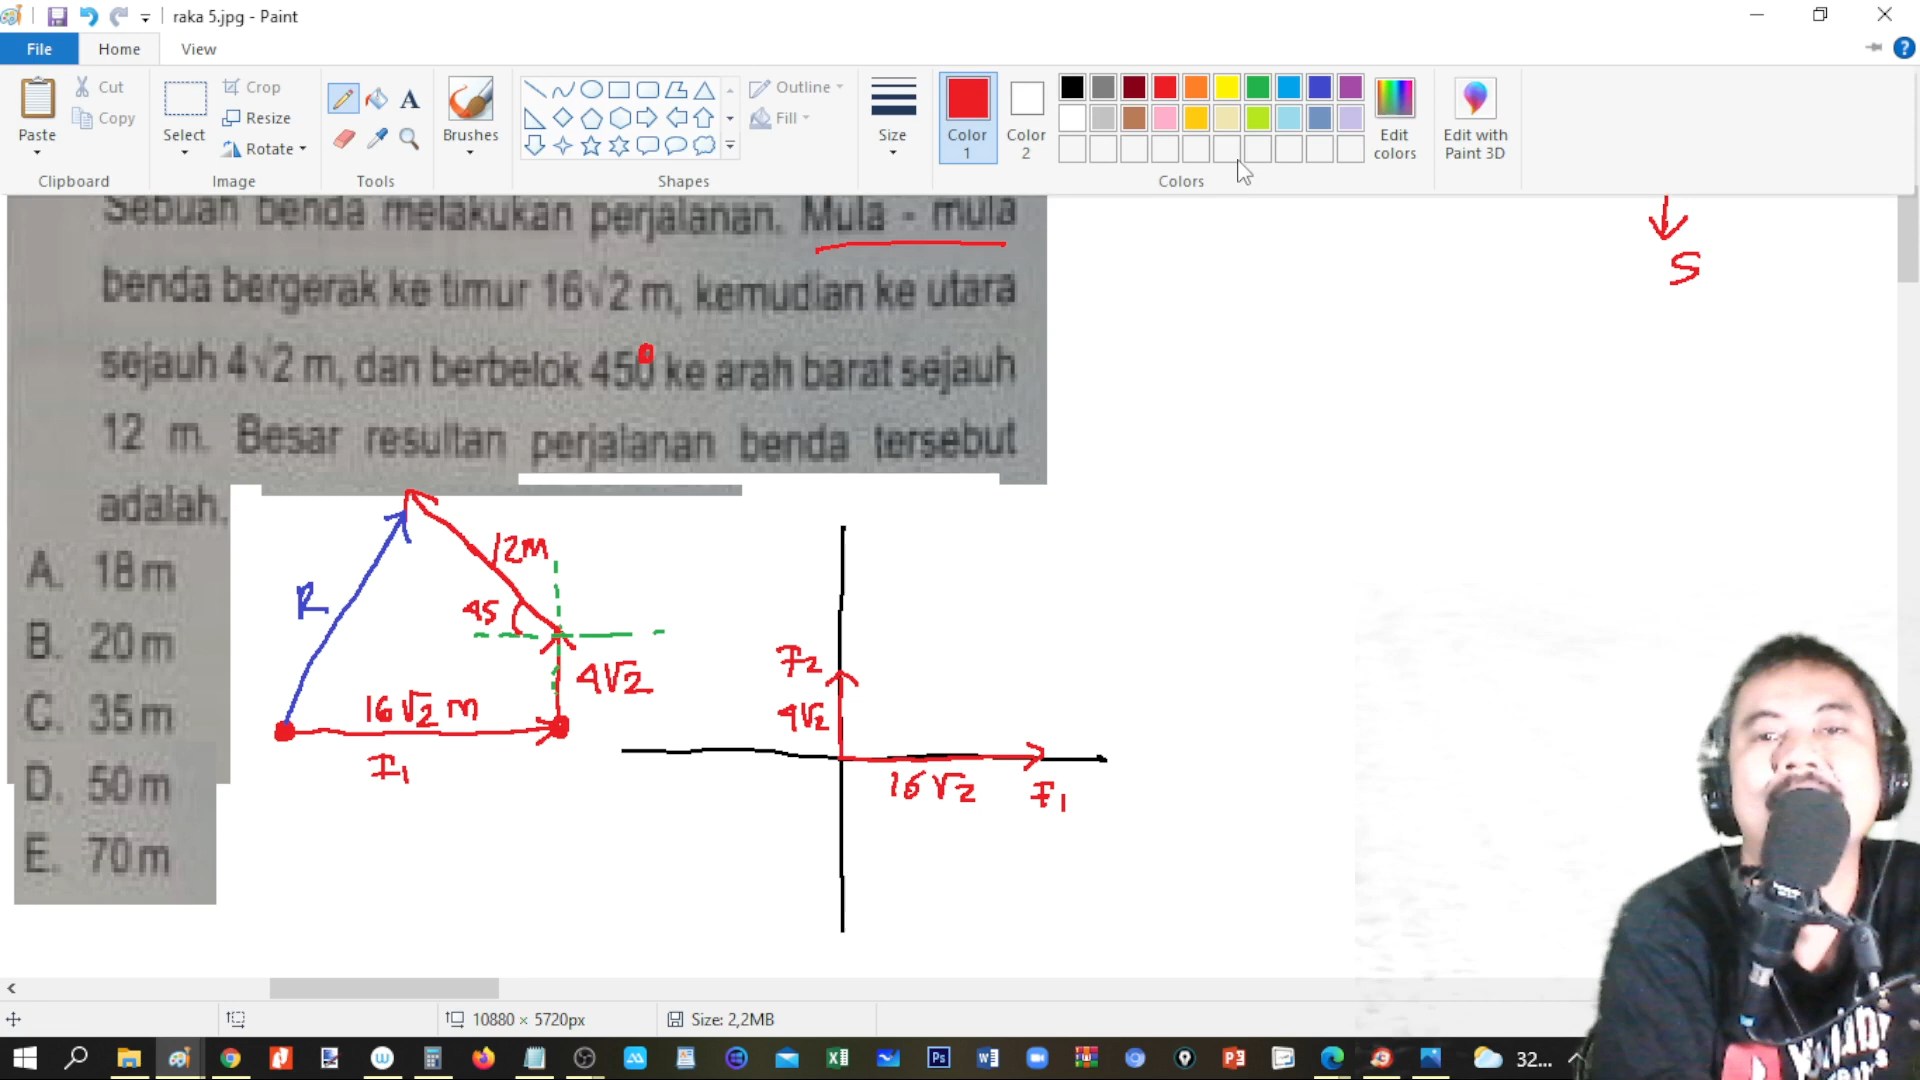 raka 5.jpg - Paint
File Home View
Paste
Cut
Copy
Clipboard
Select
Crop
Resize
Rotate
Image
A
Tools
Brushes
Shapes
Outline
Fill
Size
Color 1
Color 2
Colors
Edit colors
Edit with Paint 3D
Sebuah benda melakukan perjalanan. Mula - mula
benda bergerak ke timur 16√2 m, kemudian ke utara
sejauh 4√2 m, dan berbelok 450 ke arah barat sejauh
12 m. Besar resultan perjalanan benda tersebut
adalah.
A. 18 m
B. 20 m
C. 35 m
D. 50 m
E. 70 m
S
12m
R
45
4√2
16√2 m
F1
F2
4√2
16√2
F1
10880 × 5720px
Size: 2,2MB
32...